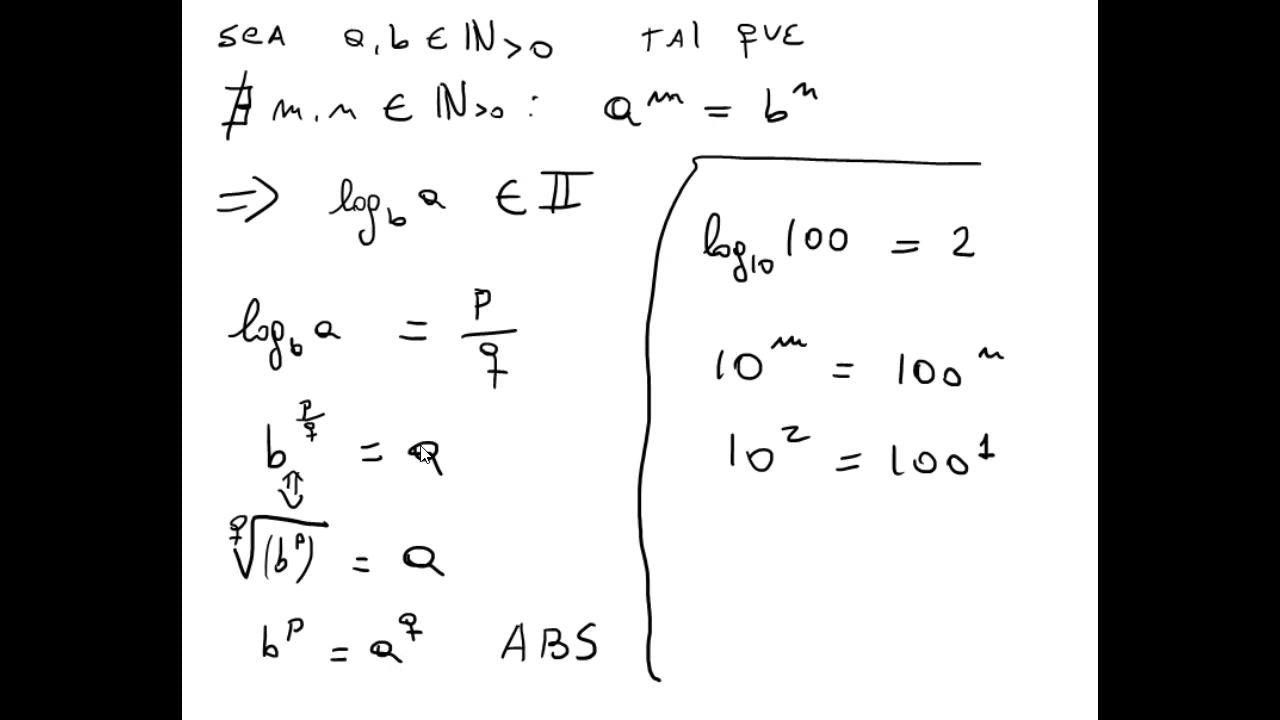 SEA a, b ∈ ℕ>0 TAL QUE
∄ m, n ∈ ℕ>0 : a^m = b^n
⇒ log_b a ∈ 𝕀
log_b a = p/q
b^(p/q) = a
⇕
^q√(b^p) = a
b^p = a^q ABS
log_10 100 = 2
10^m = 100^n
10^2 = 100^1